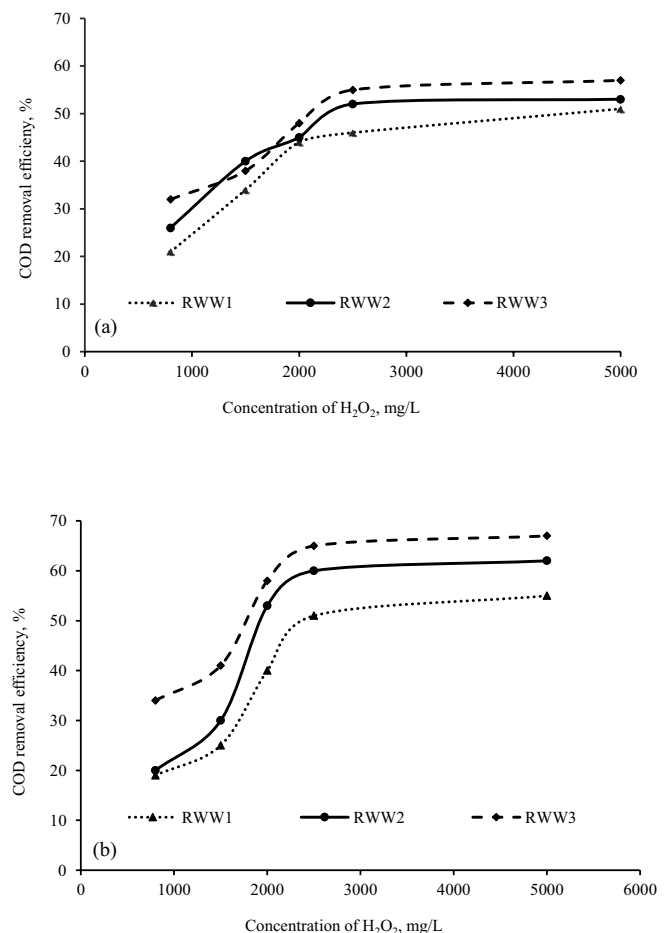 70
60
50
40
30
20
10
0
COD removal efficieny, %
RWW1 RWW2 RWW3
(a)
0 1000 2000 3000 4000 5000
Concentration of H₂O₂, mg/L
70
60
50
40
30
20
10
0
COD removal efficiency, %
RWW1 RWW2 RWW3
(b)
0 1000 2000 3000 4000 5000 6000
Concentration of H₂O₂, mg/L